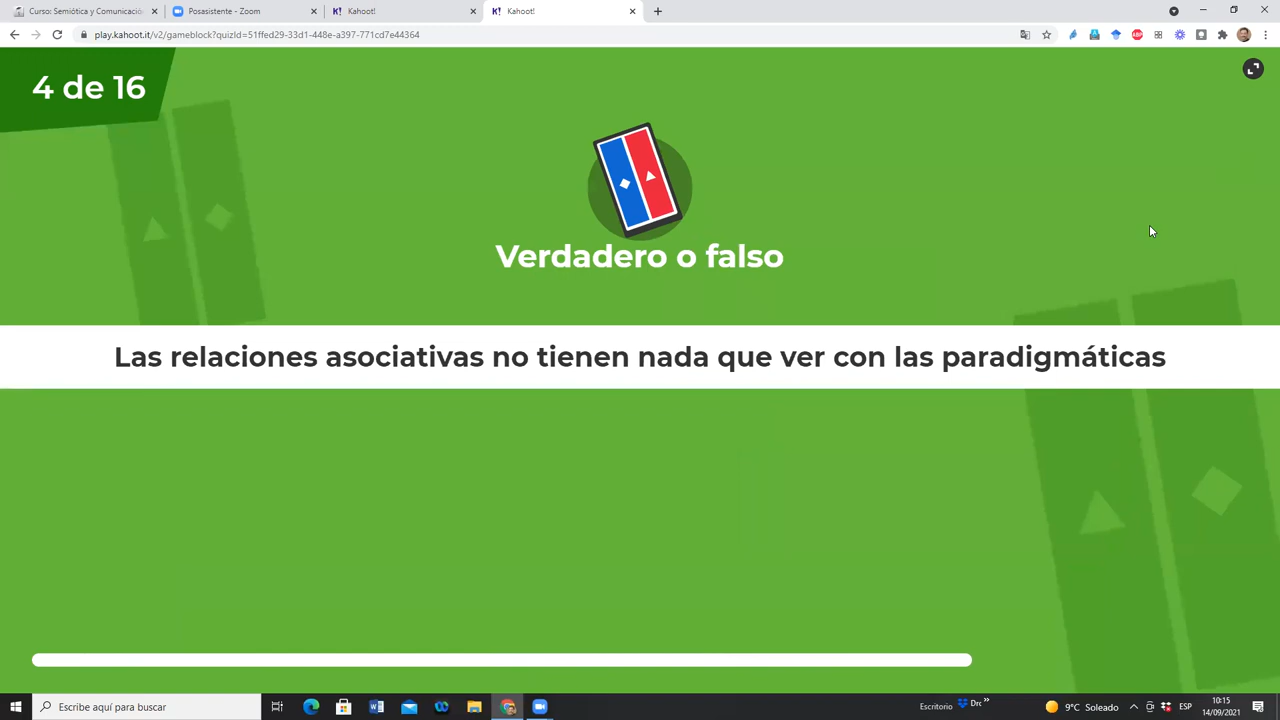 Curso: Semiótica y Comunicació
Posasistente - Zoom
K! Kahoot!
K! Kahoot!
play.kahoot.it/v2/gameblock?quizId=51ffed29-33d1-448e-a397-771cd7e44364
ABP
4 de 16
Verdadero o falso
Las relaciones asociativas no tienen nada que ver con las paradigmáticas
Escribe aquí para buscar
Escritorio
Drc
9°C Soleado
ESP
10:15
14/09/2021